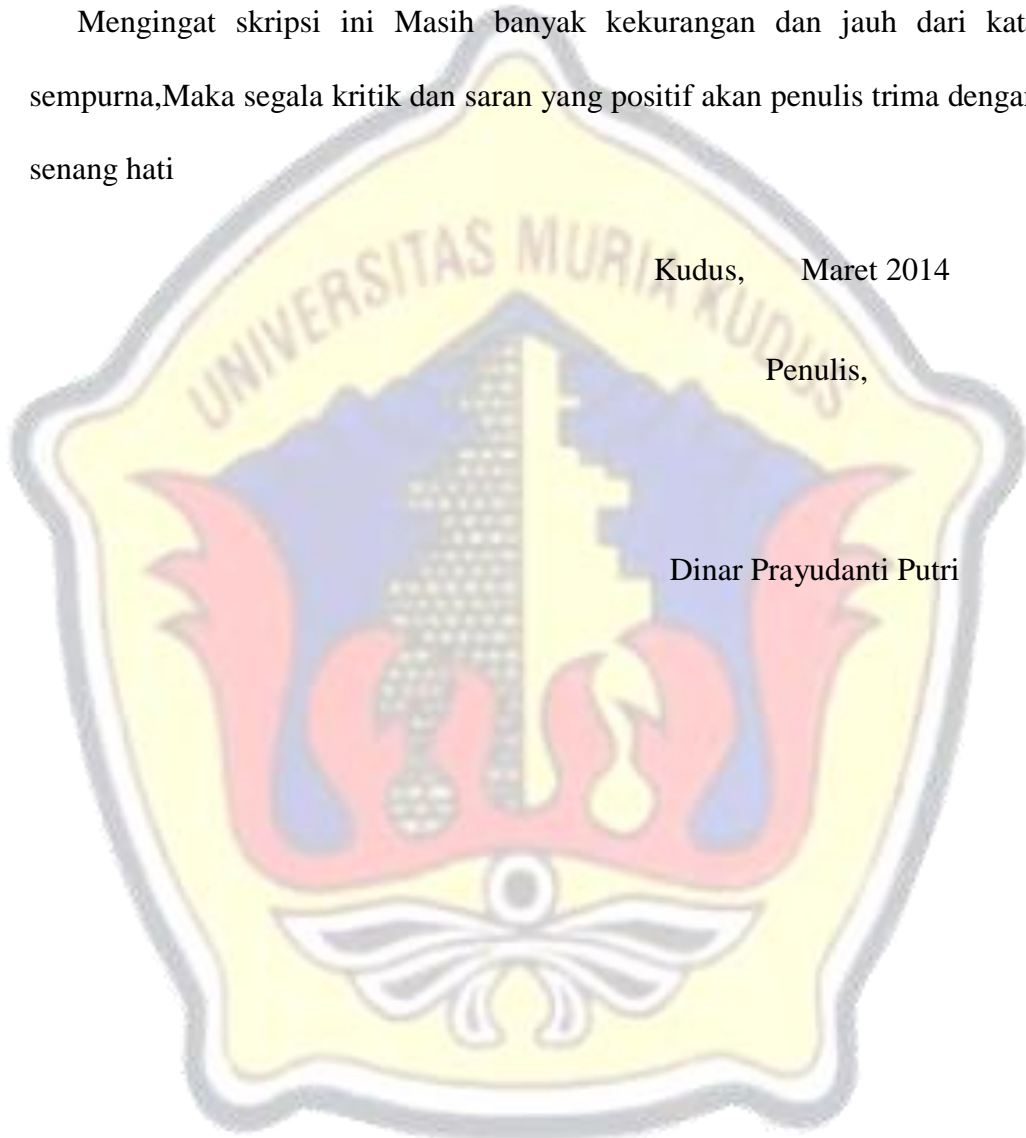 Mengingat skripsi ini Masih banyak kekurangan dan jauh dari kat
sempurna,Maka segala kritik dan saran yang positif akan penulis trima dengan
senang hati
UNIVERSITAS MURIA KUDUS
Kudus, Maret 2014
Penulis,
Dinar Prayudanti Putri